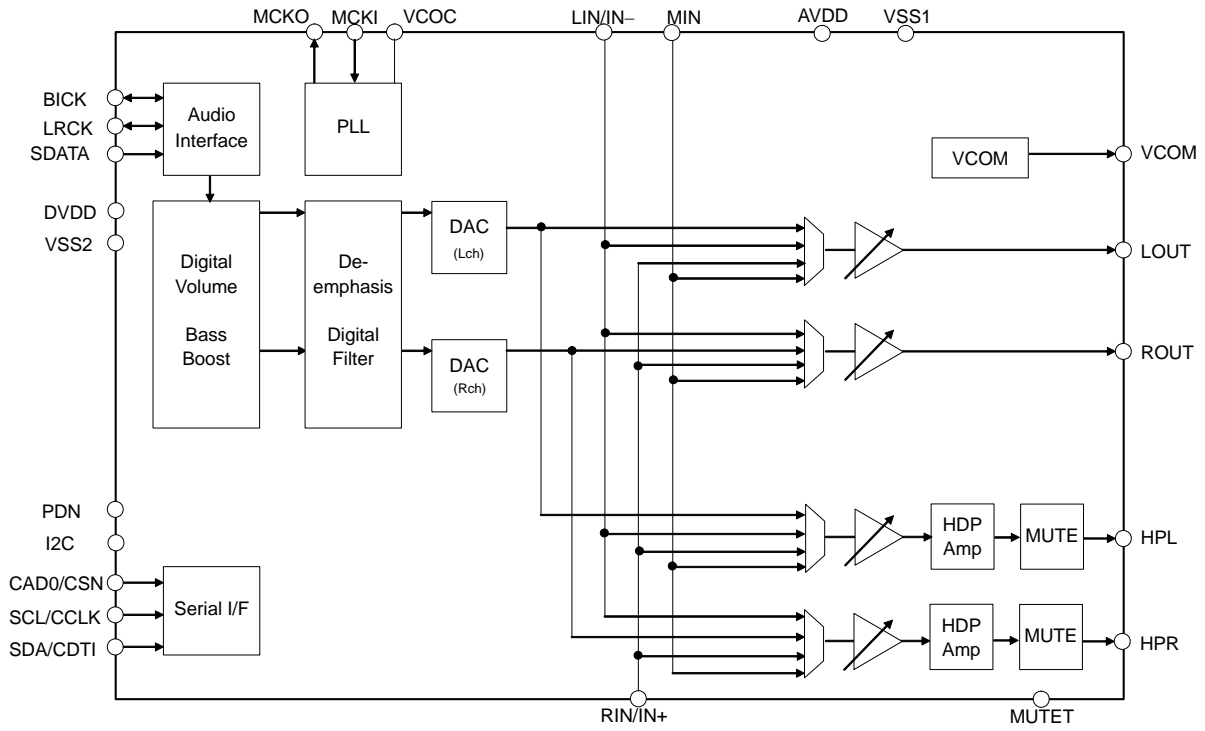 MCKO
MCKI
VCOC
LIN/IN−
MIN
AVDD
VSS1
BICK
LRCK
SDATA
Audio
Interface
PLL
VCOM
VCOM
DVDD
VSS2
Digital
Volume
Bass
Boost
De-
emphasis
Digital
Filter
DAC
(Lch)
DAC
(Rch)
LOUT
ROUT
PDN
I2C
CAD0/CSN
SCL/CCLK
SDA/CDTI
Serial I/F
HDP
Amp
MUTE
HPL
HDP
Amp
MUTE
HPR
RIN/IN+
MUTET